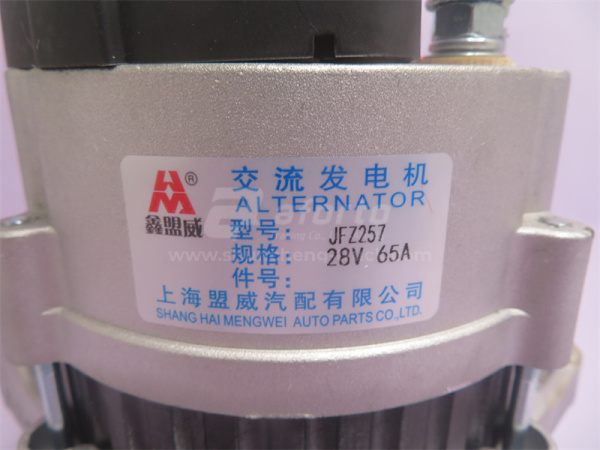 ®
鑫盟威
交流发电机
ALTERNATOR
型号： JFZ257
规格： 28V 65A
件号：
上海盟威汽配有限公司
SHANG HAI MENGWEI AUTO PARTS CO.,LTD.